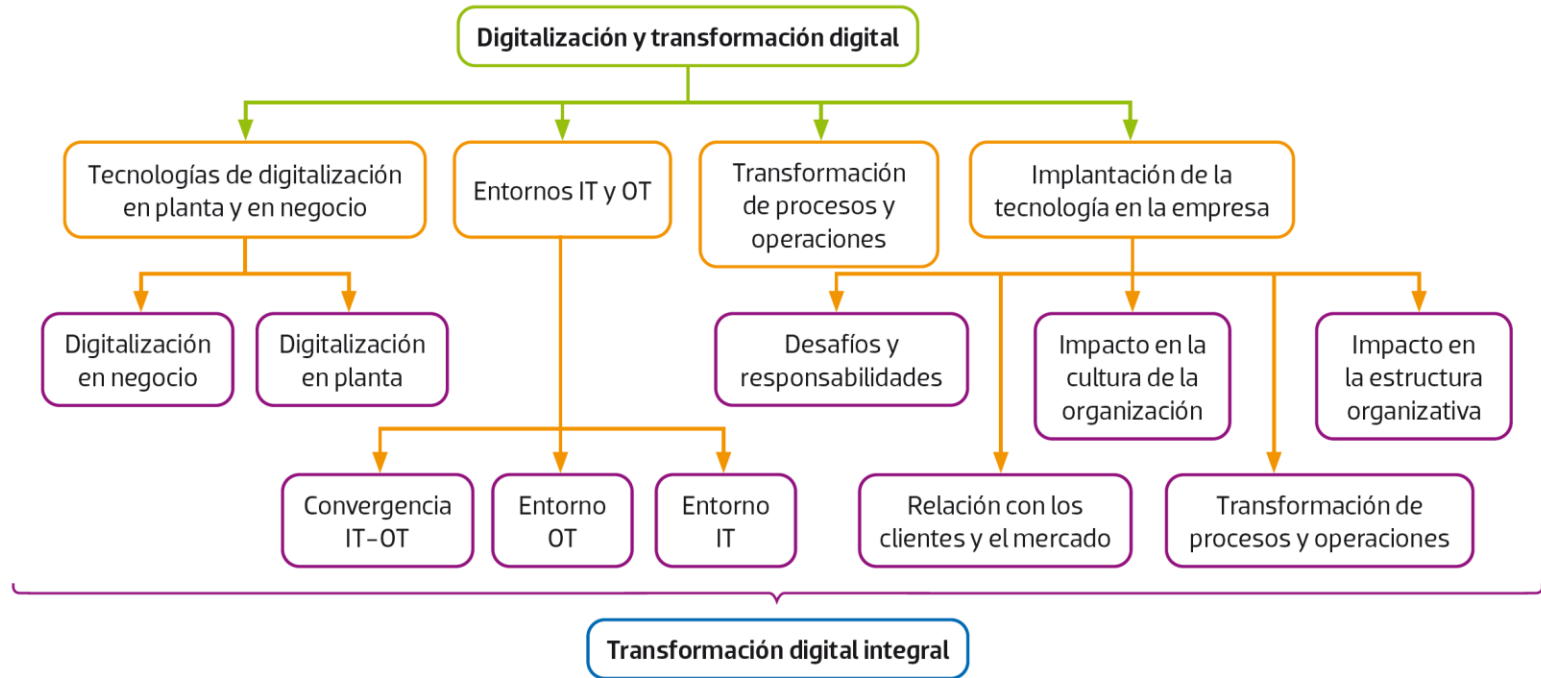 Digitalización y transformación digital
Tecnologías de digitalización
en planta y en negocio
Entornos IT y OT
Transformación
de procesos y
operaciones
Implantación de la
tecnología en la empresa
Digitalización
en negocio
Digitalización
en planta
Desafíos y
responsabilidades
Impacto en la
cultura de la
organización
Impacto en
la estructura
organizativa
Convergencia
IT-OT
Entorno
OT
Entorno
IT
Relación con los
clientes y el mercado
Transformación de
procesos y operaciones
Transformación digital integral